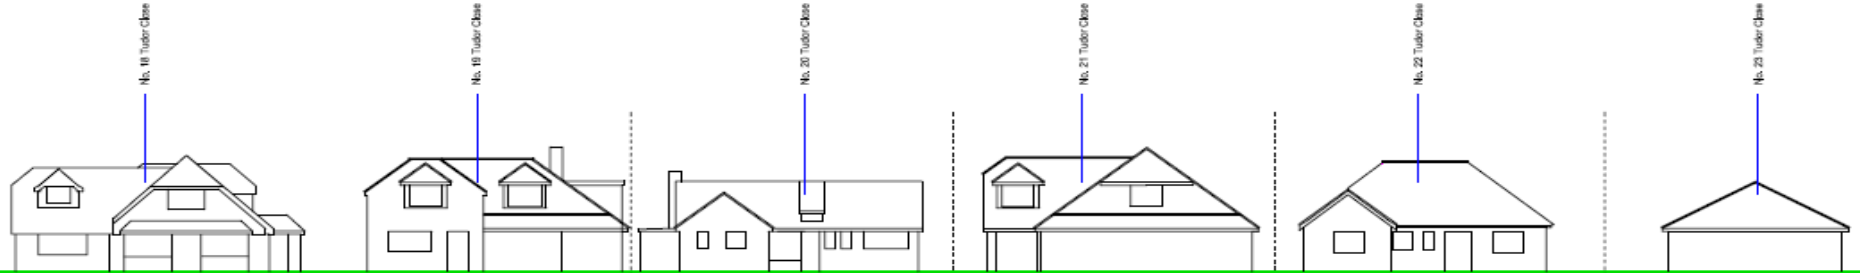 No. 18 Tudor Close
No. 19 Tudor Close
No. 20 Tudor Close
No. 21 Tudor Close
No. 22 Tudor Close
No. 23 Tudor Close